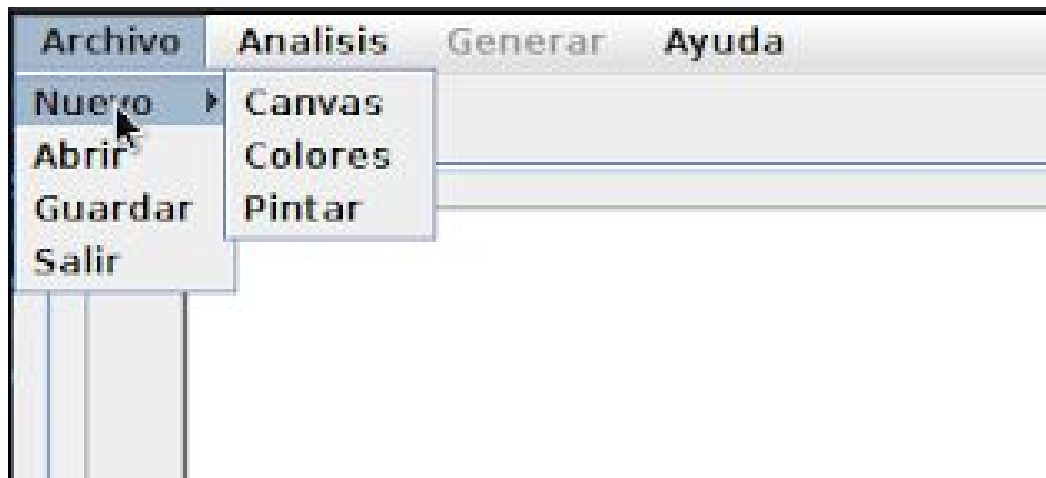 Archivo Analisis Generar Ayuda
Nuevo Canvas
Abrir Colores
Guardar Pintar
Salir